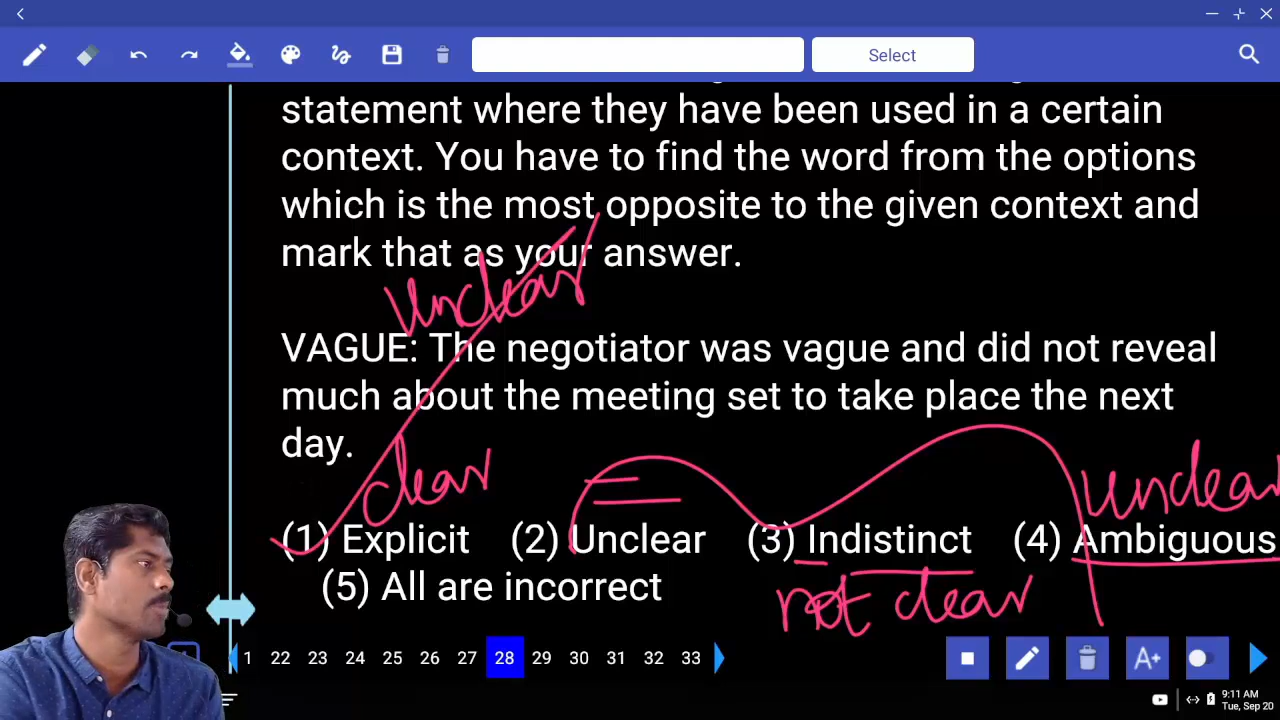 Select
statement where they have been used in a certain
context. You have to find the word from the options
which is the most opposite to the given context and
mark that as your answer.
unclear
VAGUE: The negotiator was vague and did not reveal
much about the meeting set to take place the next
day.
clear
unclear
(1) Explicit (2) Unclear (3) Indistinct (4) Ambiguous
(5) All are incorrect
not clear
1 22 23 24 25 26 27 28 29 30 31 32 33
A+
9:11 AM
Tue, Sep 20